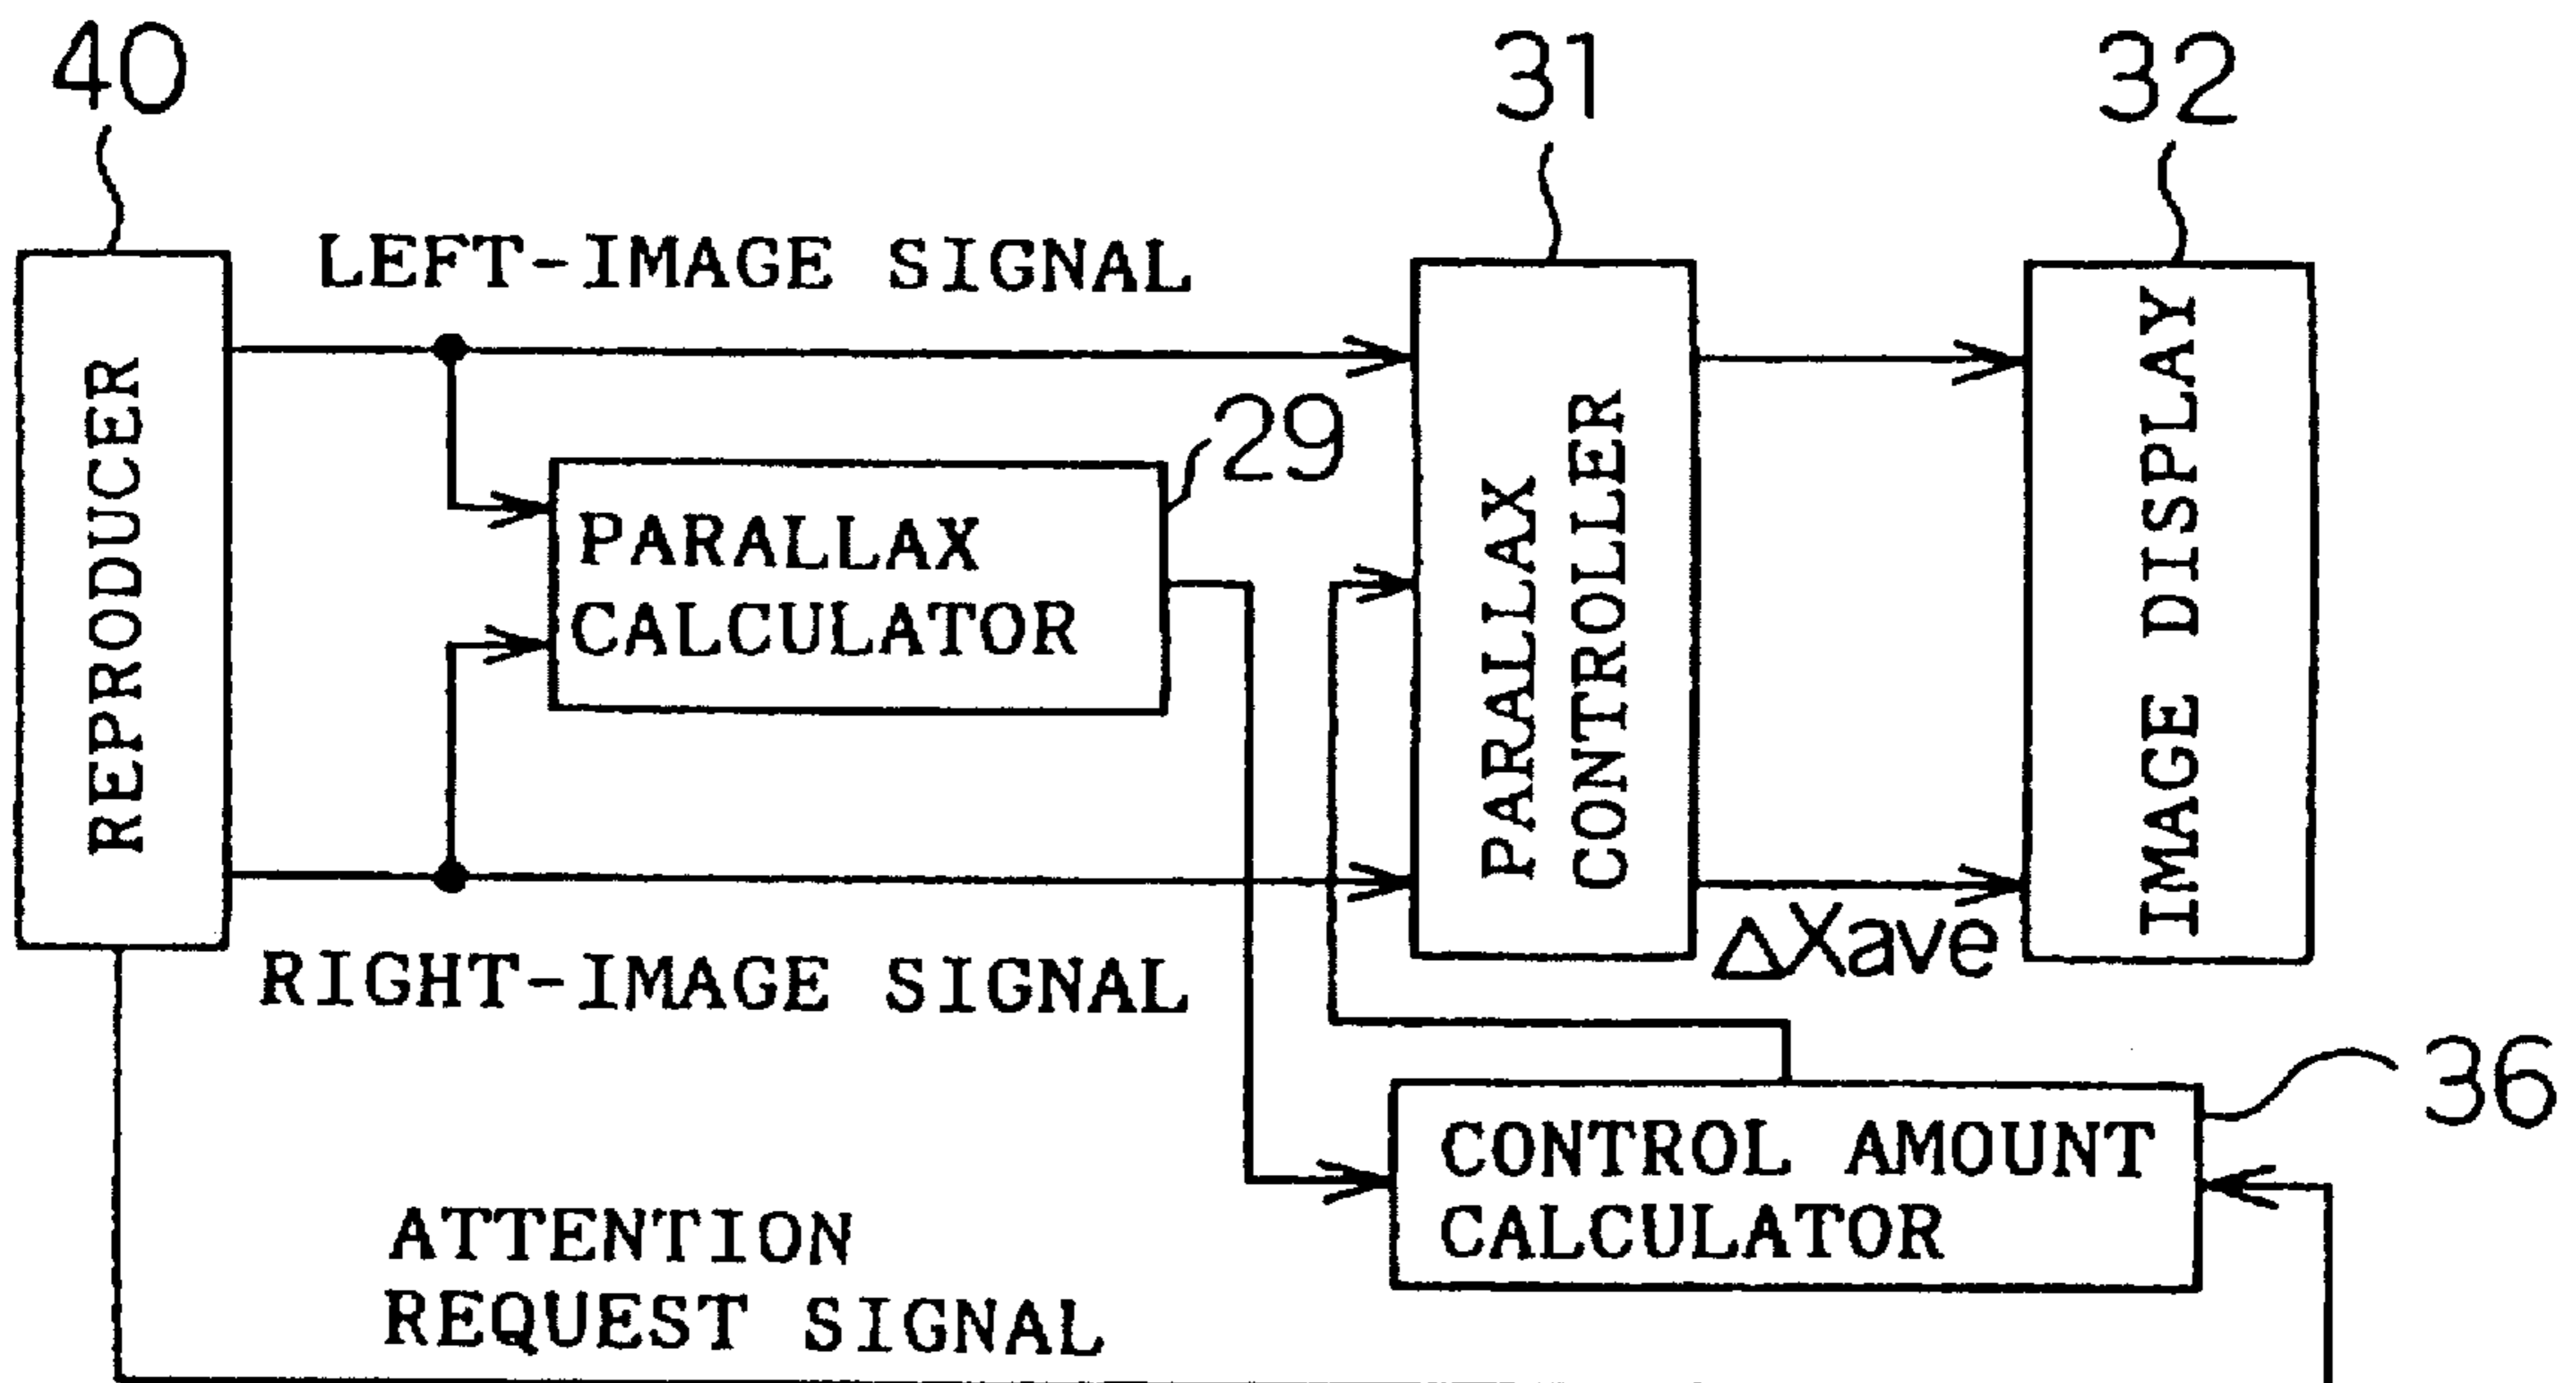 40
31
32
LEFT-IMAGE SIGNAL
29
REPRODUCER
PARALLAX
CALCULATOR
PARALLAX
CONTROLLER
IMAGE DISPLAY
RIGHT-IMAGE SIGNAL
ΔXave
36
CONTROL AMOUNT
CALCULATOR
ATTENTION
REQUEST SIGNAL